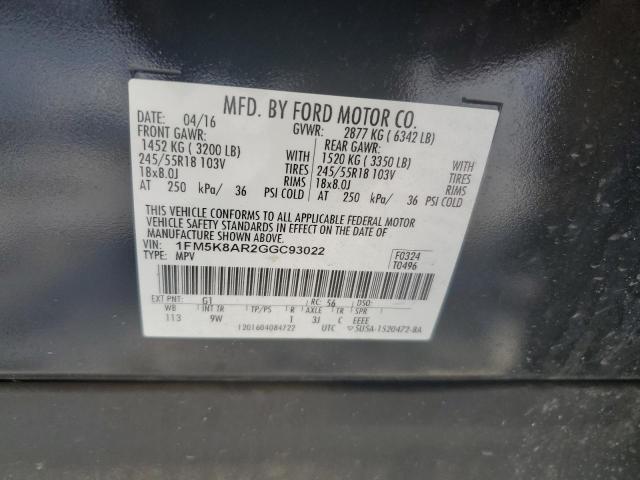 MFD. BY FORD MOTOR CO.
DATE: 04/16 GVWR: 2877 KG ( 6342 LB)
FRONT GAWR: REAR GAWR:
1452 KG ( 3200 LB) WITH 1520 KG ( 3350 LB) WITH
245/55R18 103V TIRES 245/55R18 103V TIRES
18x8.0J RIMS 18x8.0J RIMS
AT 250 kPa/ 36 PSI COLD AT 250 kPa/ 36 PSI COLD
THIS VEHICLE CONFORMS TO ALL APPLICABLE FEDERAL MOTOR
VEHICLE SAFETY STANDARDS IN EFFECT ON THE DATE OF
MANUFACTURE SHOWN ABOVE.
VIN: 1FM5K8AR2GGC93022 F0324
TYPE: MPV T0496
EXT PNT: G1 RC: 56 DSO:
WB INT TR TP/PS R AXLE TR SPR
113 9W 1 3J C EEEE
1201604084722 UTC 5U5A-1520472-BA